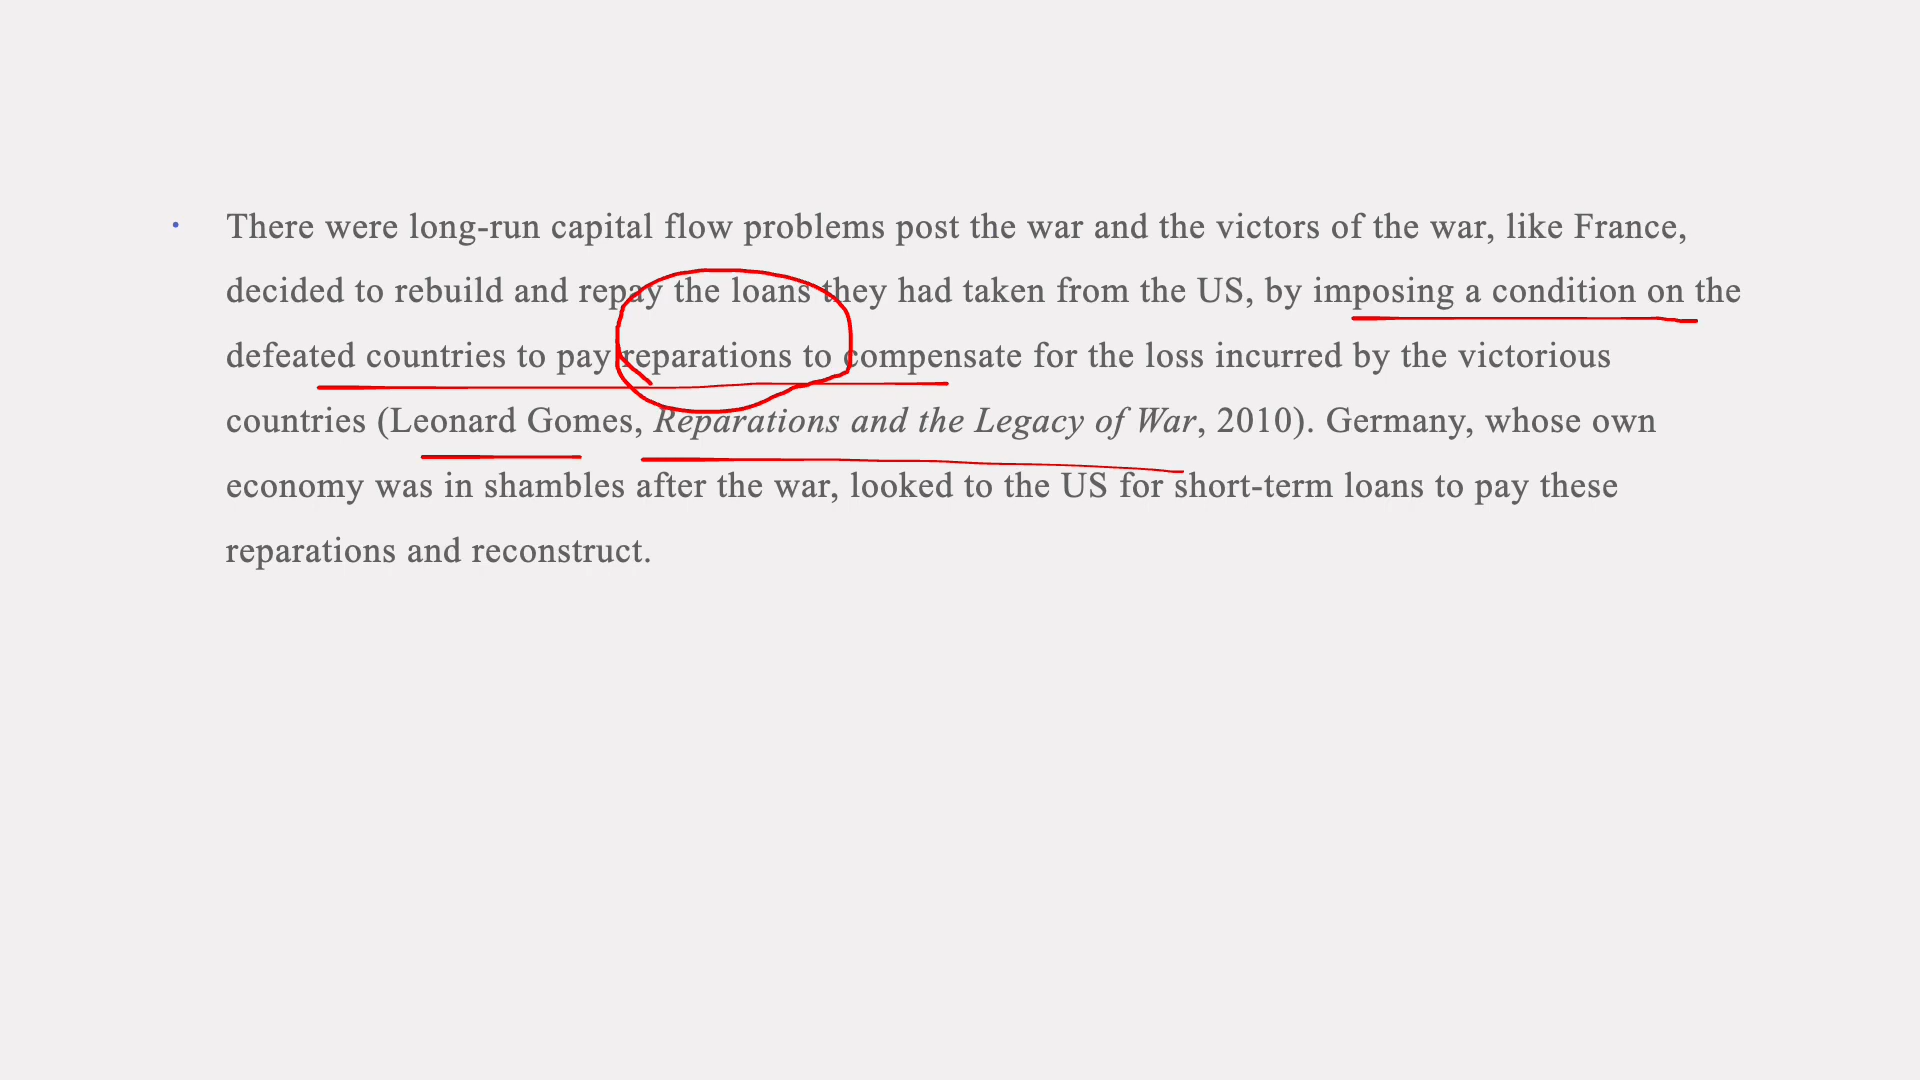 • There were long-run capital flow problems post the war and the victors of the war, like France,
decided to rebuild and repay the loans they had taken from the US, by imposing a condition on the
defeated countries to pay reparations to compensate for the loss incurred by the victorious
countries (Leonard Gomes, Reparations and the Legacy of War, 2010). Germany, whose own
economy was in shambles after the war, looked to the US for short-term loans to pay these
reparations and reconstruct.